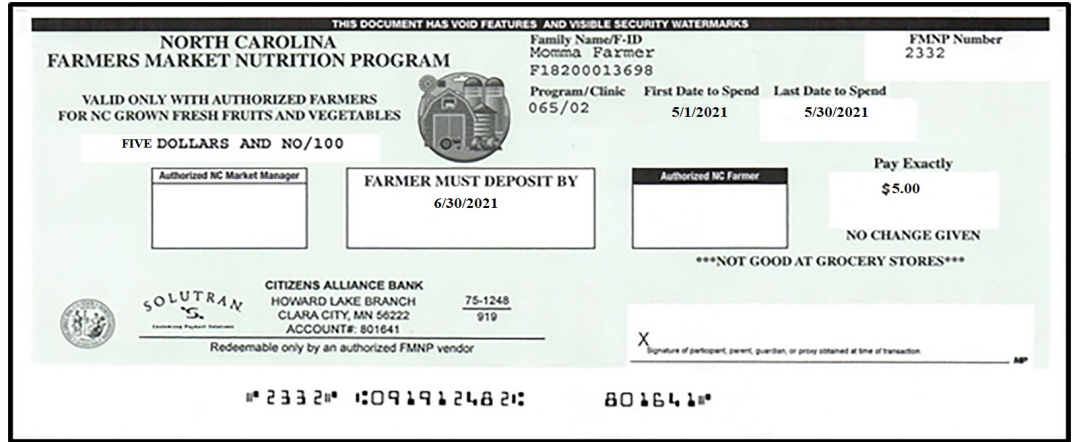 THIS DOCUMENT HAS VOID FEATURES AND VISIBLE SECURITY WATERMARKS
NORTH CAROLINA
FARMERS MARKET NUTRITION PROGRAM
Family Name/F-ID
Momma Farmer
F18200013698
FMNP Number
2332
VALID ONLY WITH AUTHORIZED FARMERS
FOR NC GROWN FRESH FRUITS AND VEGETABLES
Program/Clinic First Date to Spend Last Date to Spend
065/02 5/1/2021 5/30/2021
FIVE DOLLARS AND NO/100
Authorized NC Market Manager
FARMER MUST DEPOSIT BY
6/30/2021
Authorized NC Farmer
Pay Exactly
$5.00
NO CHANGE GIVEN
***NOT GOOD AT GROCERY STORES***
SOLUTRAN
S
Customizing Payment Solutions
CITIZENS ALLIANCE BANK
HOWARD LAKE BRANCH
CLARA CITY, MN 56222
ACCOUNT#: 801641
75-1248
919
Redeemable only by an authorized FMNP vendor
X
Signature of participant, parent, guardian, or proxy obtained at time of transaction
MP
⑈2332⑈ ⑆091912482⑆ 801641⑈